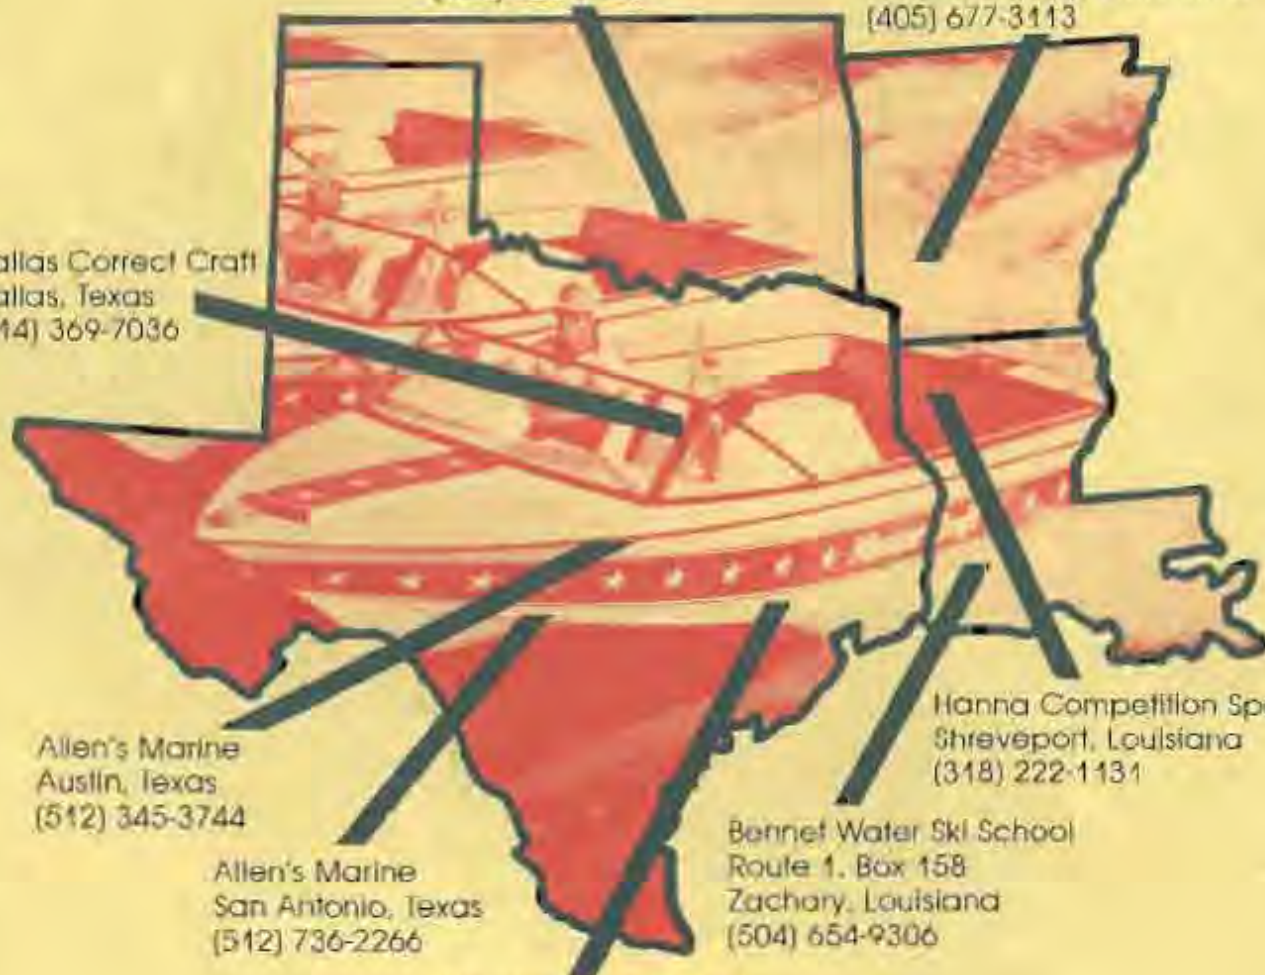 (405) 677-3113
allas Correct Craft
allas, Texas
14) 369-7036
Hanna Competition Sp
Shreveport, Louisiana
(318) 222-1131
Allen's Marine
Austin, Texas
(512) 345-3744
Bennet Water Ski School
Route 1, Box 158
Zachary, Louisiana
(504) 654-9306
Allen's Marine
San Antonio, Texas
(512) 736-2266